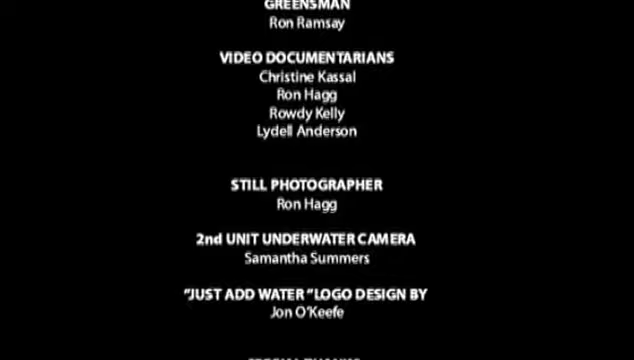 GREENSMAN
Ron Ramsay
VIDEO DOCUMENTARIANS
Christine Kassal
Ron Hagg
Rowdy Kelly
Lydell Anderson
STILL PHOTOGRAPHER
Ron Hagg
2nd UNIT UNDERWATER CAMERA
Samantha Summers
"JUST ADD WATER "LOGO DESIGN BY
Jon O'Keefe